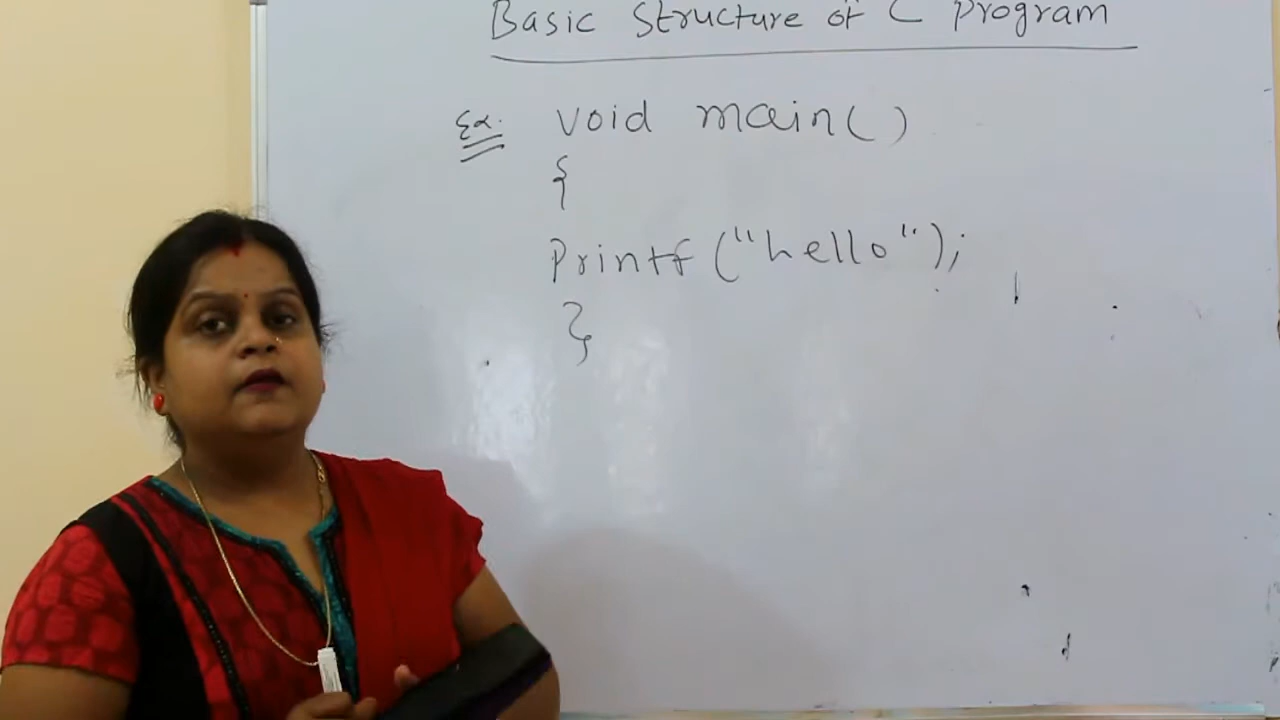 Basic Structure of C Program
Ex. void main()
{
Printf("hello");
}